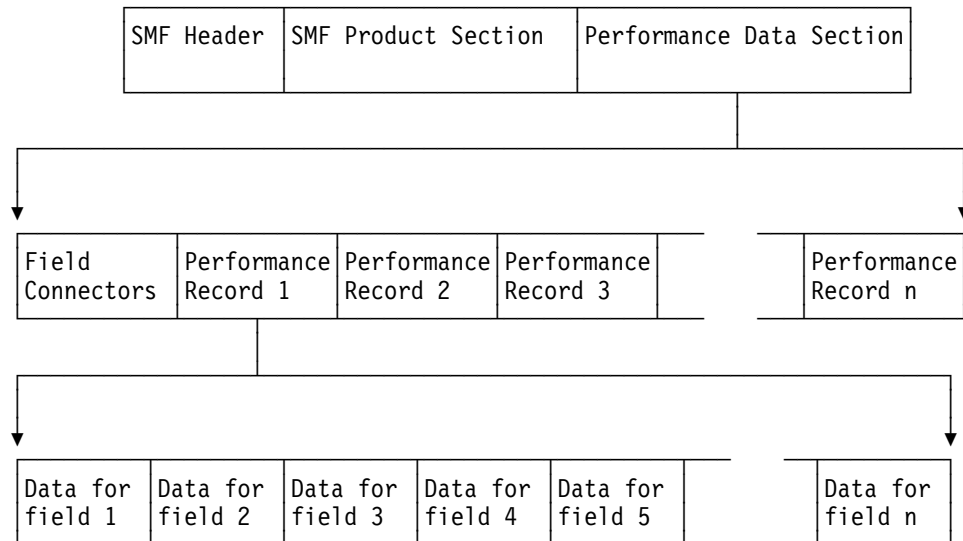 SMF Header SMF Product Section Performance Data Section
Field Connectors
Performance Record 1
Performance Record 2
Performance Record 3
Performance Record n
Data for field 1
Data for field 2
Data for field 3
Data for field 4
Data for field 5
Data for field n